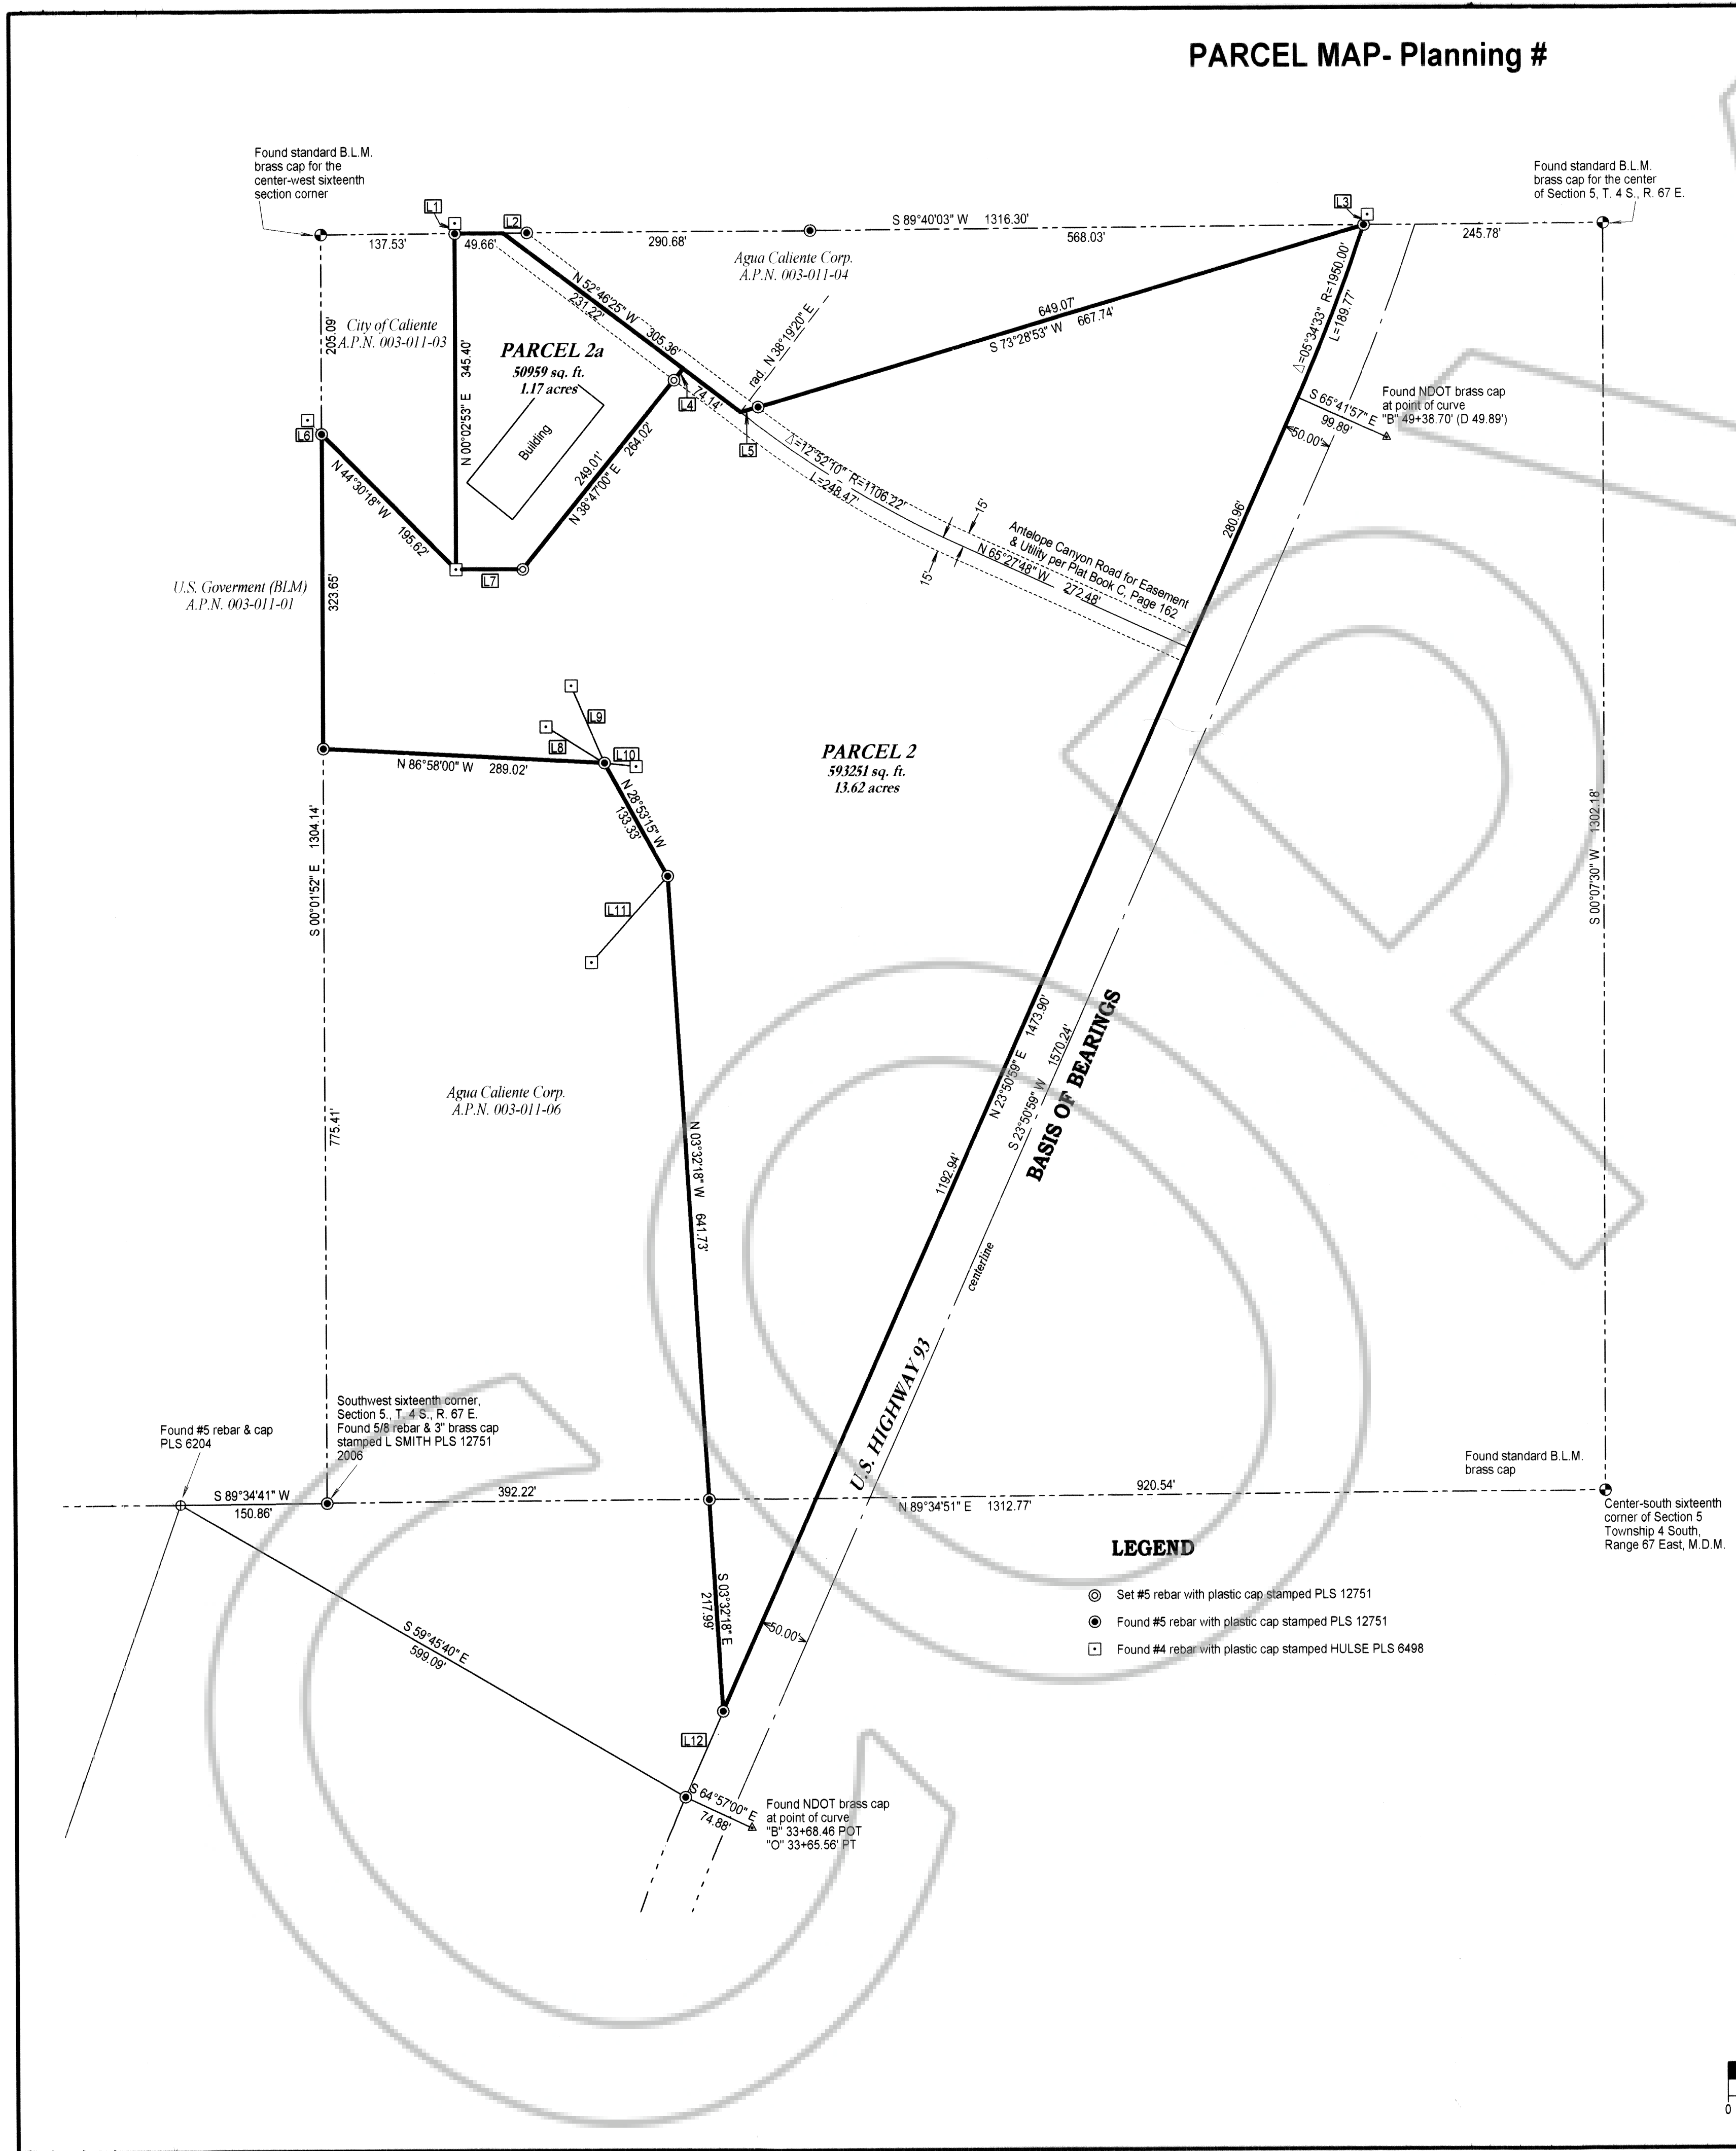 PARCEL MAP- Planning #
Found standard B.L.M.
brass cap for the
center-west sixteenth
section corner
Found standard B.L.M.
brass cap for the center
of Section 5, T. 4 S., R. 67 E.
L1
L2
L3
S 89°40'03" W 1316.30'
137.53'
49.66'
290.68'
568.03'
245.78'
Agua Caliente Corp.
A.P.N. 003-011-04
City of Caliente
A.P.N. 003-011-03
205.09'
N 00°02'53" E 345.40'
PARCEL 2a
50959 sq. ft.
1.17 acres
Building
N 52°46'25" W 305.36'
231.22'
74.14'
rad. N 38°19'20" E
649.07'
S 73°28'53" W 667.74'
△=05°34'33" R=1950.00'
L=189.77'
Found NDOT brass cap
at point of curve
"B" 49+38.70' (D 49.89')
S 65°41'57" E
99.89'
50.00'
L4
L5
L6
L7
N 44°30'18" W 195.62'
249.01'
N 38°47'00" E 264.02'
△=12°52'10" R=1106.22'
L=248.47'
15'
15'
Antelope Canyon Road for Easement
& Utility per Plat Book C, Page 162
N 65°27'48" W 272.48'
280.96'
U.S. Goverment (BLM)
A.P.N. 003-011-01
323.65'
L9
L8
L10
N 86°58'00" W 289.02'
N 28°53'15" W
133.33'
PARCEL 2
593251 sq. ft.
13.62 acres
S 00°01'52" E 1304.14'
S 00°07'30" W 1302.18'
L11
Agua Caliente Corp.
A.P.N. 003-011-06
775.41'
N 03°32'18" W 641.73'
1192.94'
N 23°50'59" E 1473.90'
S 23°50'59" W 1570.24'
BASIS OF BEARINGS
centerline
U.S. HIGHWAY 93
Southwest sixteenth corner,
Section 5., T. 4 S., R. 67 E.
Found 5/8 rebar & 3" brass cap
stamped L SMITH PLS 12751
2006
Found #5 rebar & cap
PLS 6204
S 89°34'41" W
150.86'
392.22'
N 89°34'51" E 1312.77'
920.54'
Found standard B.L.M.
brass cap
Center-south sixteenth
corner of Section 5
Township 4 South,
Range 67 East, M.D.M.
LEGEND
Set #5 rebar with plastic cap stamped PLS 12751
Found #5 rebar with plastic cap stamped PLS 12751
Found #4 rebar with plastic cap stamped HULSE PLS 6498
S 03°32'18" E
217.99'
50.00'
S 59°45'40" E
599.09'
L12
S 64°57'00" E
74.88'
Found NDOT brass cap
at point of curve
"B" 33+68.46 POT
"O" 33+65.56' PT
0
COP